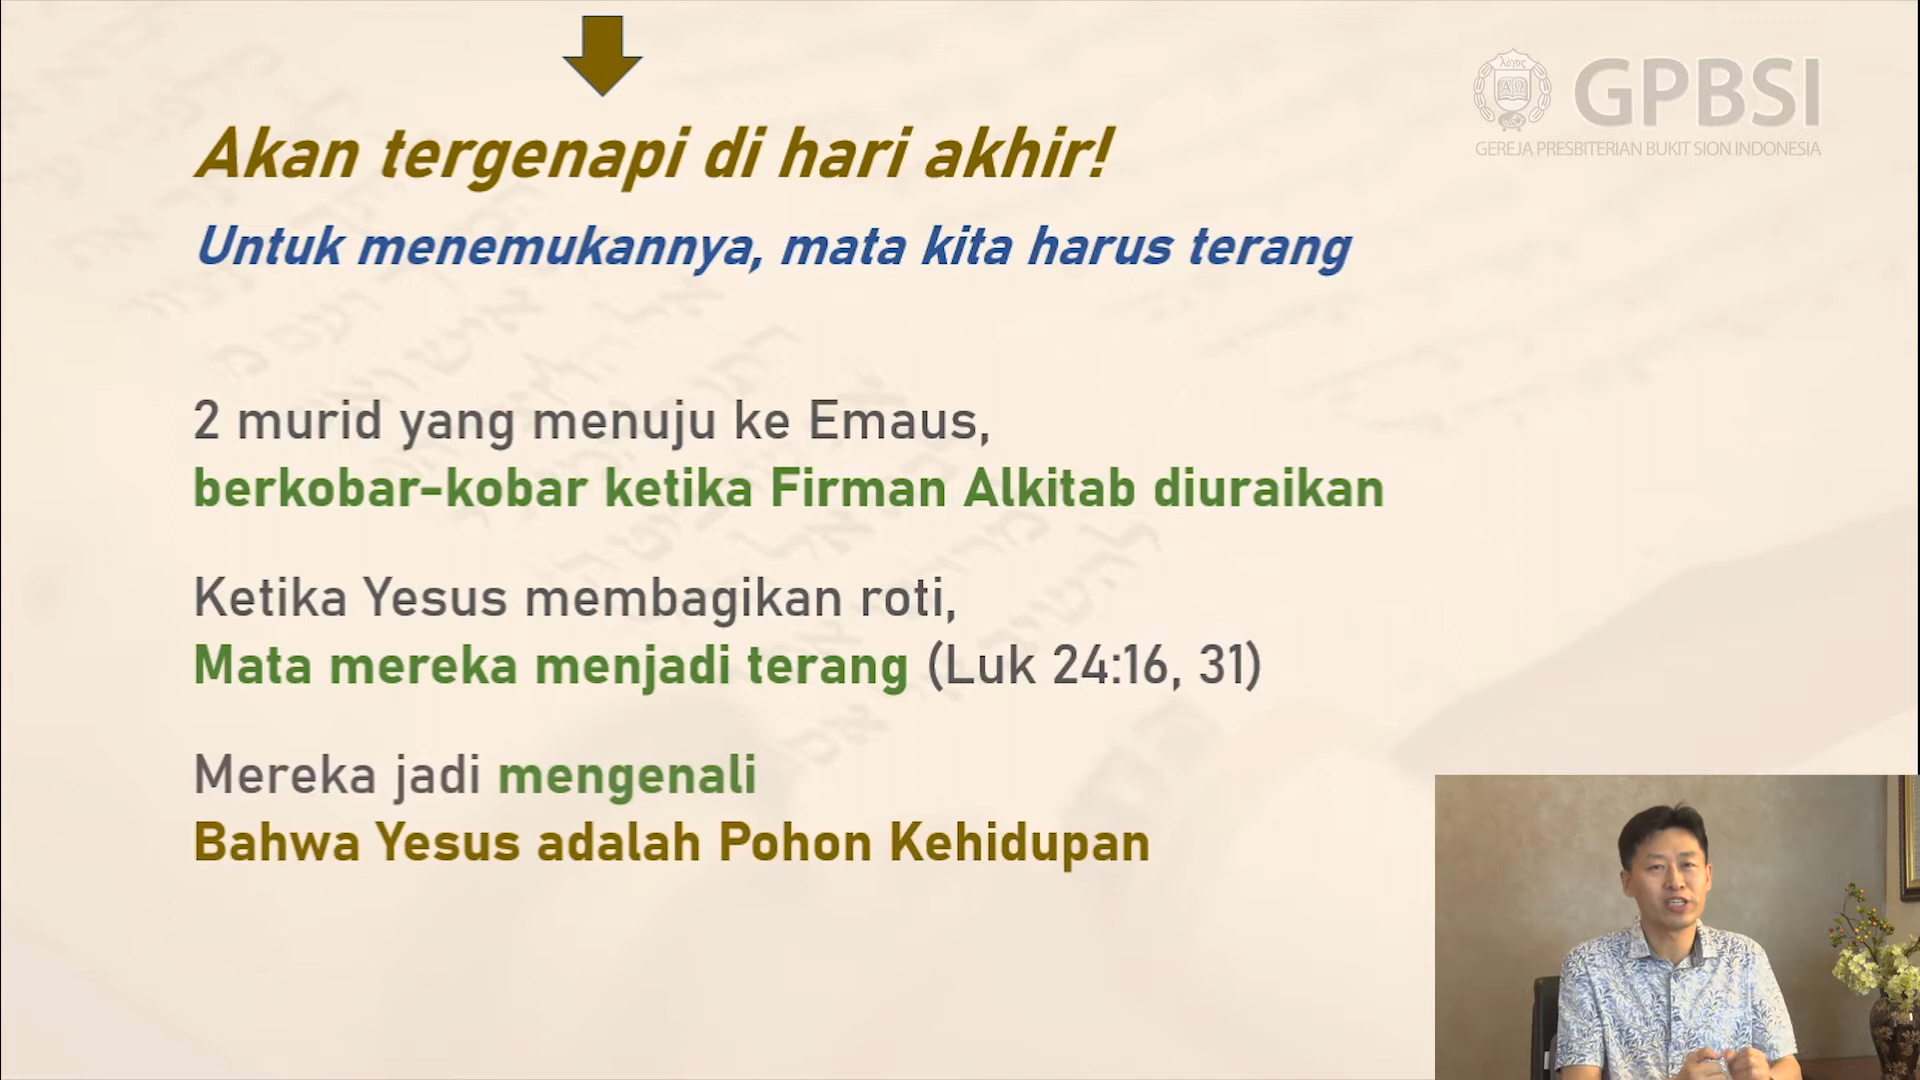 λόγος
ΑΩ
GPBSI
GEREJA PRESBITERIAN BUKIT SION INDONESIA
Akan tergenapi di hari akhir!
Untuk menemukannya, mata kita harus terang
2 murid yang menuju ke Emaus,
berkobar-kobar ketika Firman Alkitab diuraikan
Ketika Yesus membagikan roti,
Mata mereka menjadi terang (Luk 24:16, 31)
Mereka jadi mengenali
Bahwa Yesus adalah Pohon Kehidupan